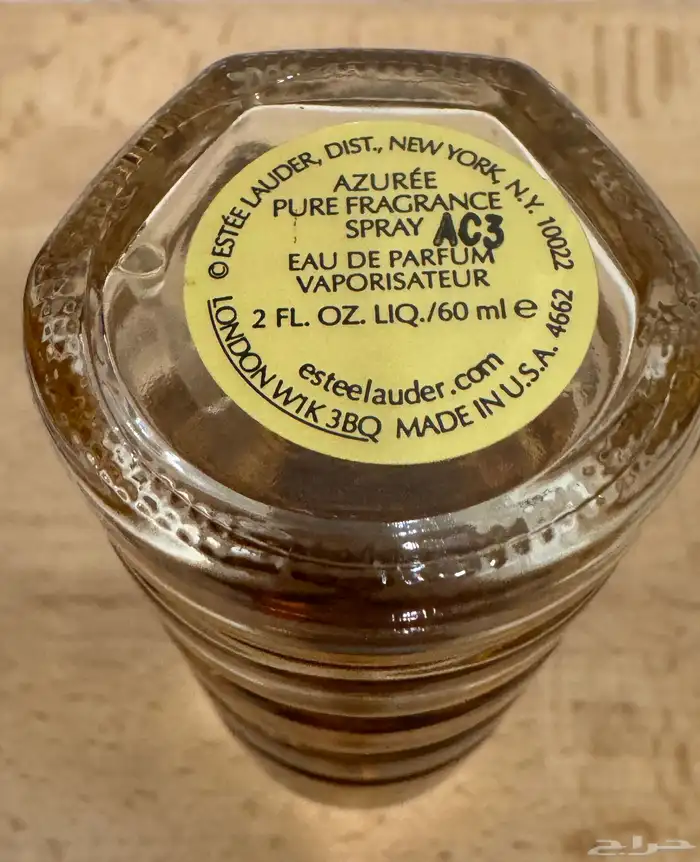 © ESTÉE LAUDER, DIST., NEW YORK, N.Y. 10022
AZURÉE
PURE FRAGRANCE
SPRAY AC3
EAU DE PARFUM
VAPORISATEUR
2 FL. OZ. LIQ./60 ml e
esteelauder.com
LONDON W1K 3BQ MADE IN U.S.A. 4662
حراج